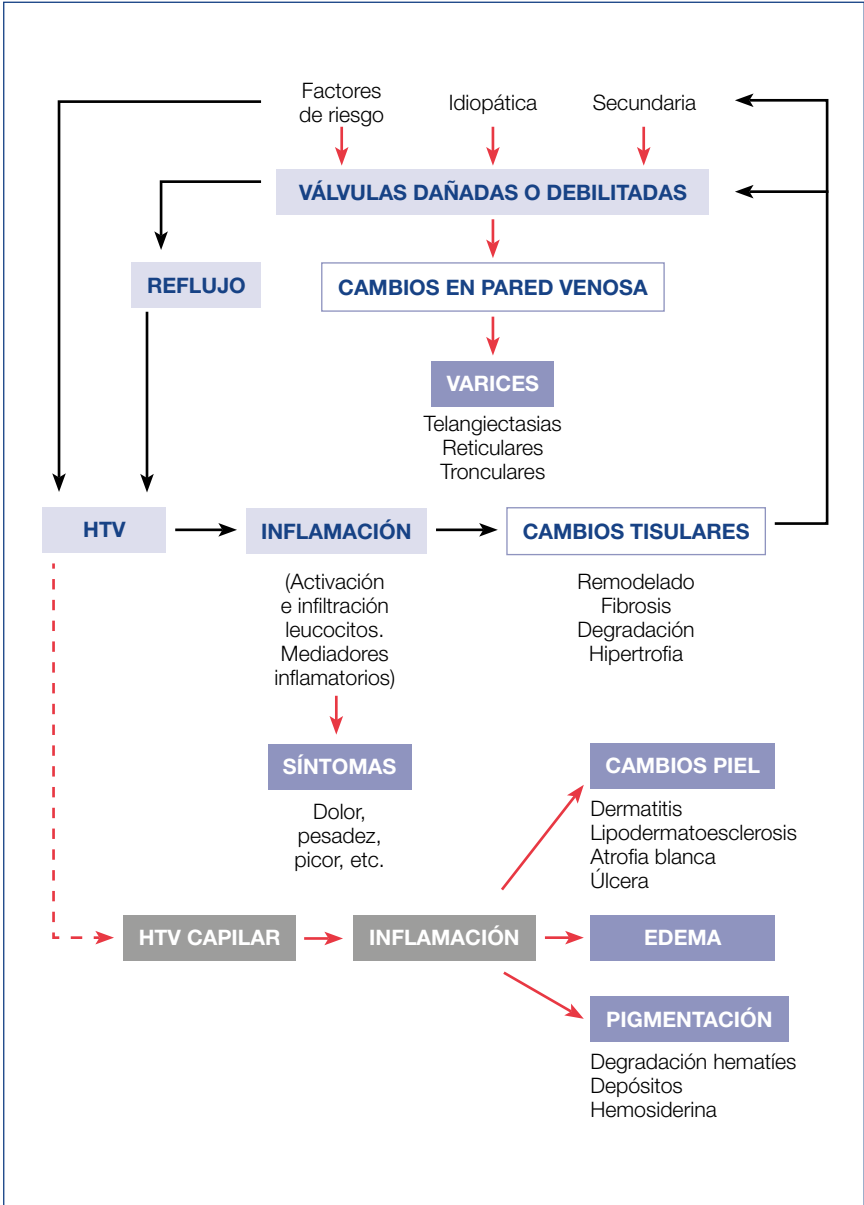 Factores
de riesgo
Idiopática
Secundaria
VÁLVULAS DAÑADAS O DEBILITADAS
REFLUJO
CAMBIOS EN PARED VENOSA
VARICES
Telangiectasias
Reticulares
Tronculares
HTV
INFLAMACIÓN
CAMBIOS TISULARES
(Activación
e infiltración
leucocitos.
Mediadores
inflamatorios)
Remodelado
Fibrosis
Degradación
Hipertrofia
SÍNTOMAS
Dolor,
pesadez,
picor, etc.
CAMBIOS PIEL
Dermatitis
Lipodermatoesclerosis
Atrofia blanca
Úlcera
HTV CAPILAR
INFLAMACIÓN
EDEMA
PIGMENTACIÓN
Degradación hematíes
Depósitos
Hemosiderina